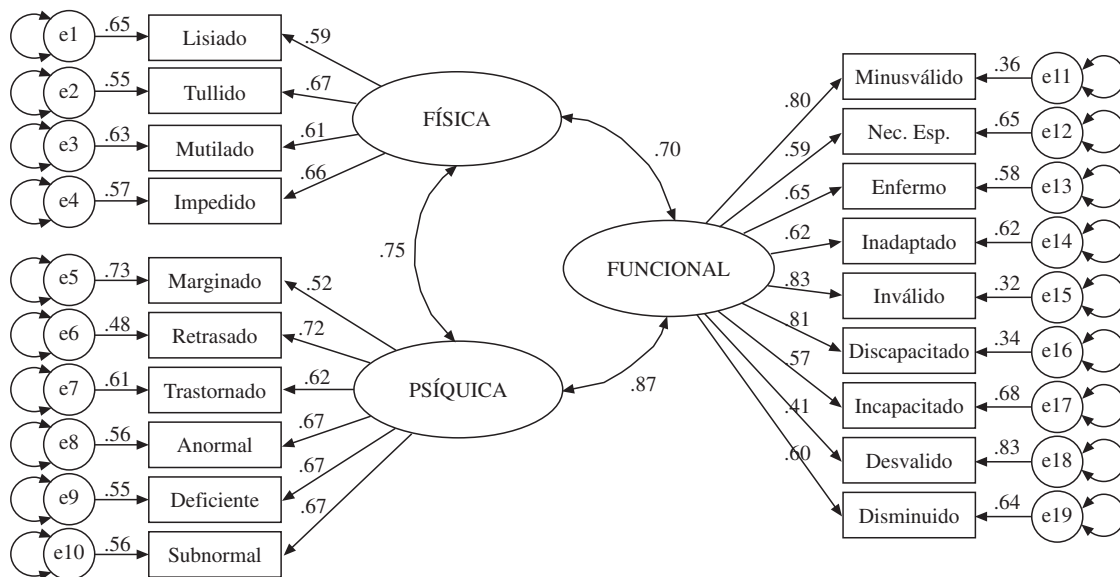 e1 .65 Lisiado .59
e2 .55 Tullido .67
e3 .63 Mutilado .61
e4 .57 Impedido .66
FÍSICA
.70
.75
e5 .73 Marginado .52
e6 .48 Retrasado .72
e7 .61 Trastornado .62
e8 .56 Anormal .67
e9 .55 Deficiente .67
e10 .56 Subnormal .67
PSÍQUICA
.87
FUNCIONAL
.80 Minusválido .36 e11
.59 Nec. Esp. .65 e12
.65 Enfermo .58 e13
.62 Inadaptado .62 e14
.83 Inválido .32 e15
.81 Discapacitado .34 e16
.57 Incapacitado .68 e17
.41 Desvalido .83 e18
.60 Disminuido .64 e19